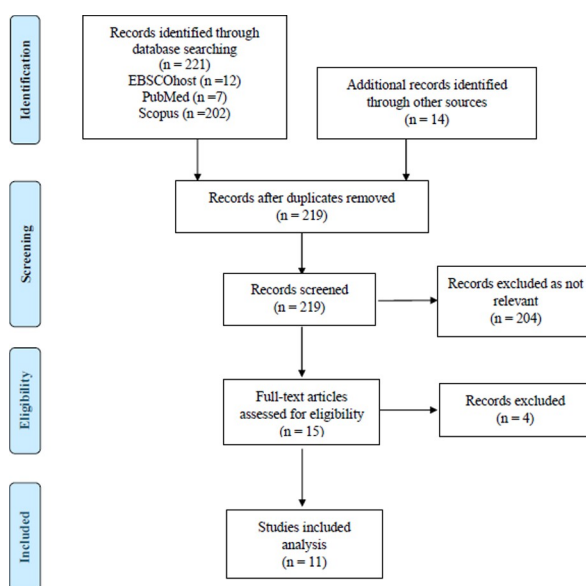 Identification
Records identified through
database searching
(n = 221)
EBSCOhost (n =12)
PubMed (n =7)
Scopus (n =202)
Additional records identified
through other sources
(n = 14)
Screening
Records after duplicates removed
(n = 219)
Records screened
(n = 219)
Records excluded as not
relevant
(n = 204)
Eligibility
Full-text articles
assessed for eligibility
(n = 15)
Records excluded
(n = 4)
Included
Studies included
analysis
(n = 11)